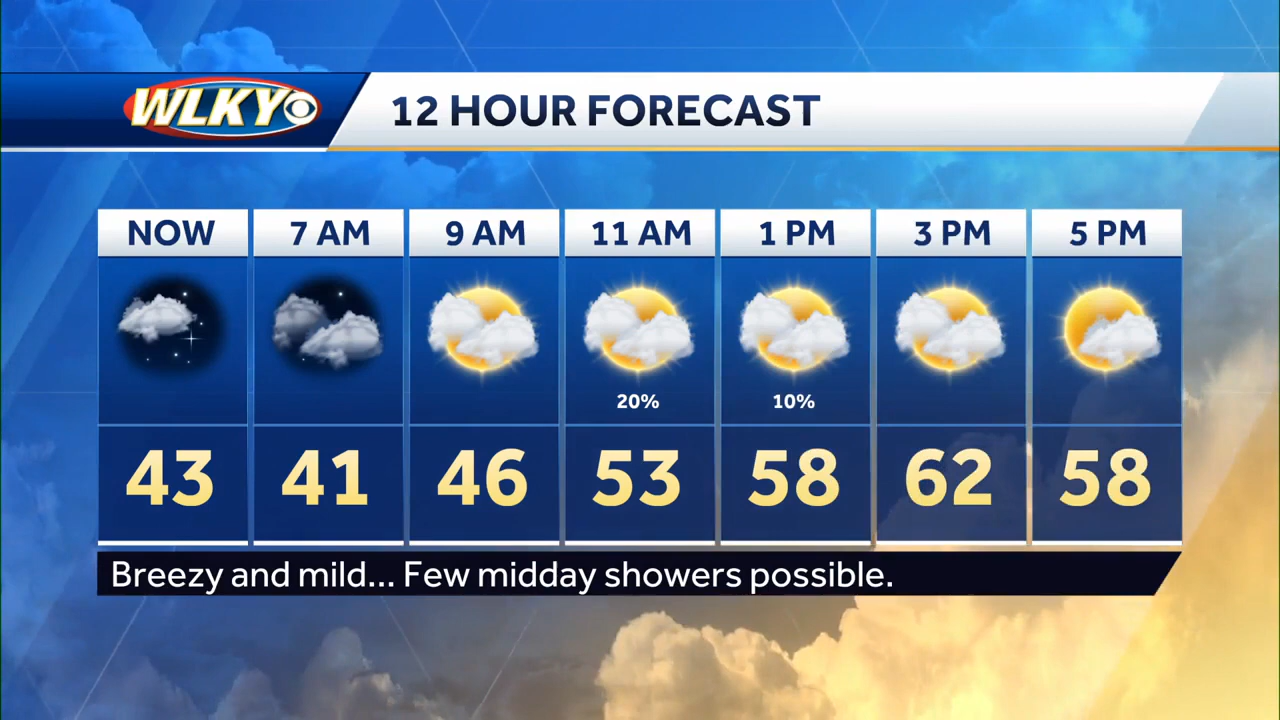 WLKY
12 HOUR FORECAST
NOW 7 AM 9 AM 11 AM 1 PM 3 PM 5 PM
20% 10%
43 41 46 53 58 62 58
Breezy and mild... Few midday showers possible.